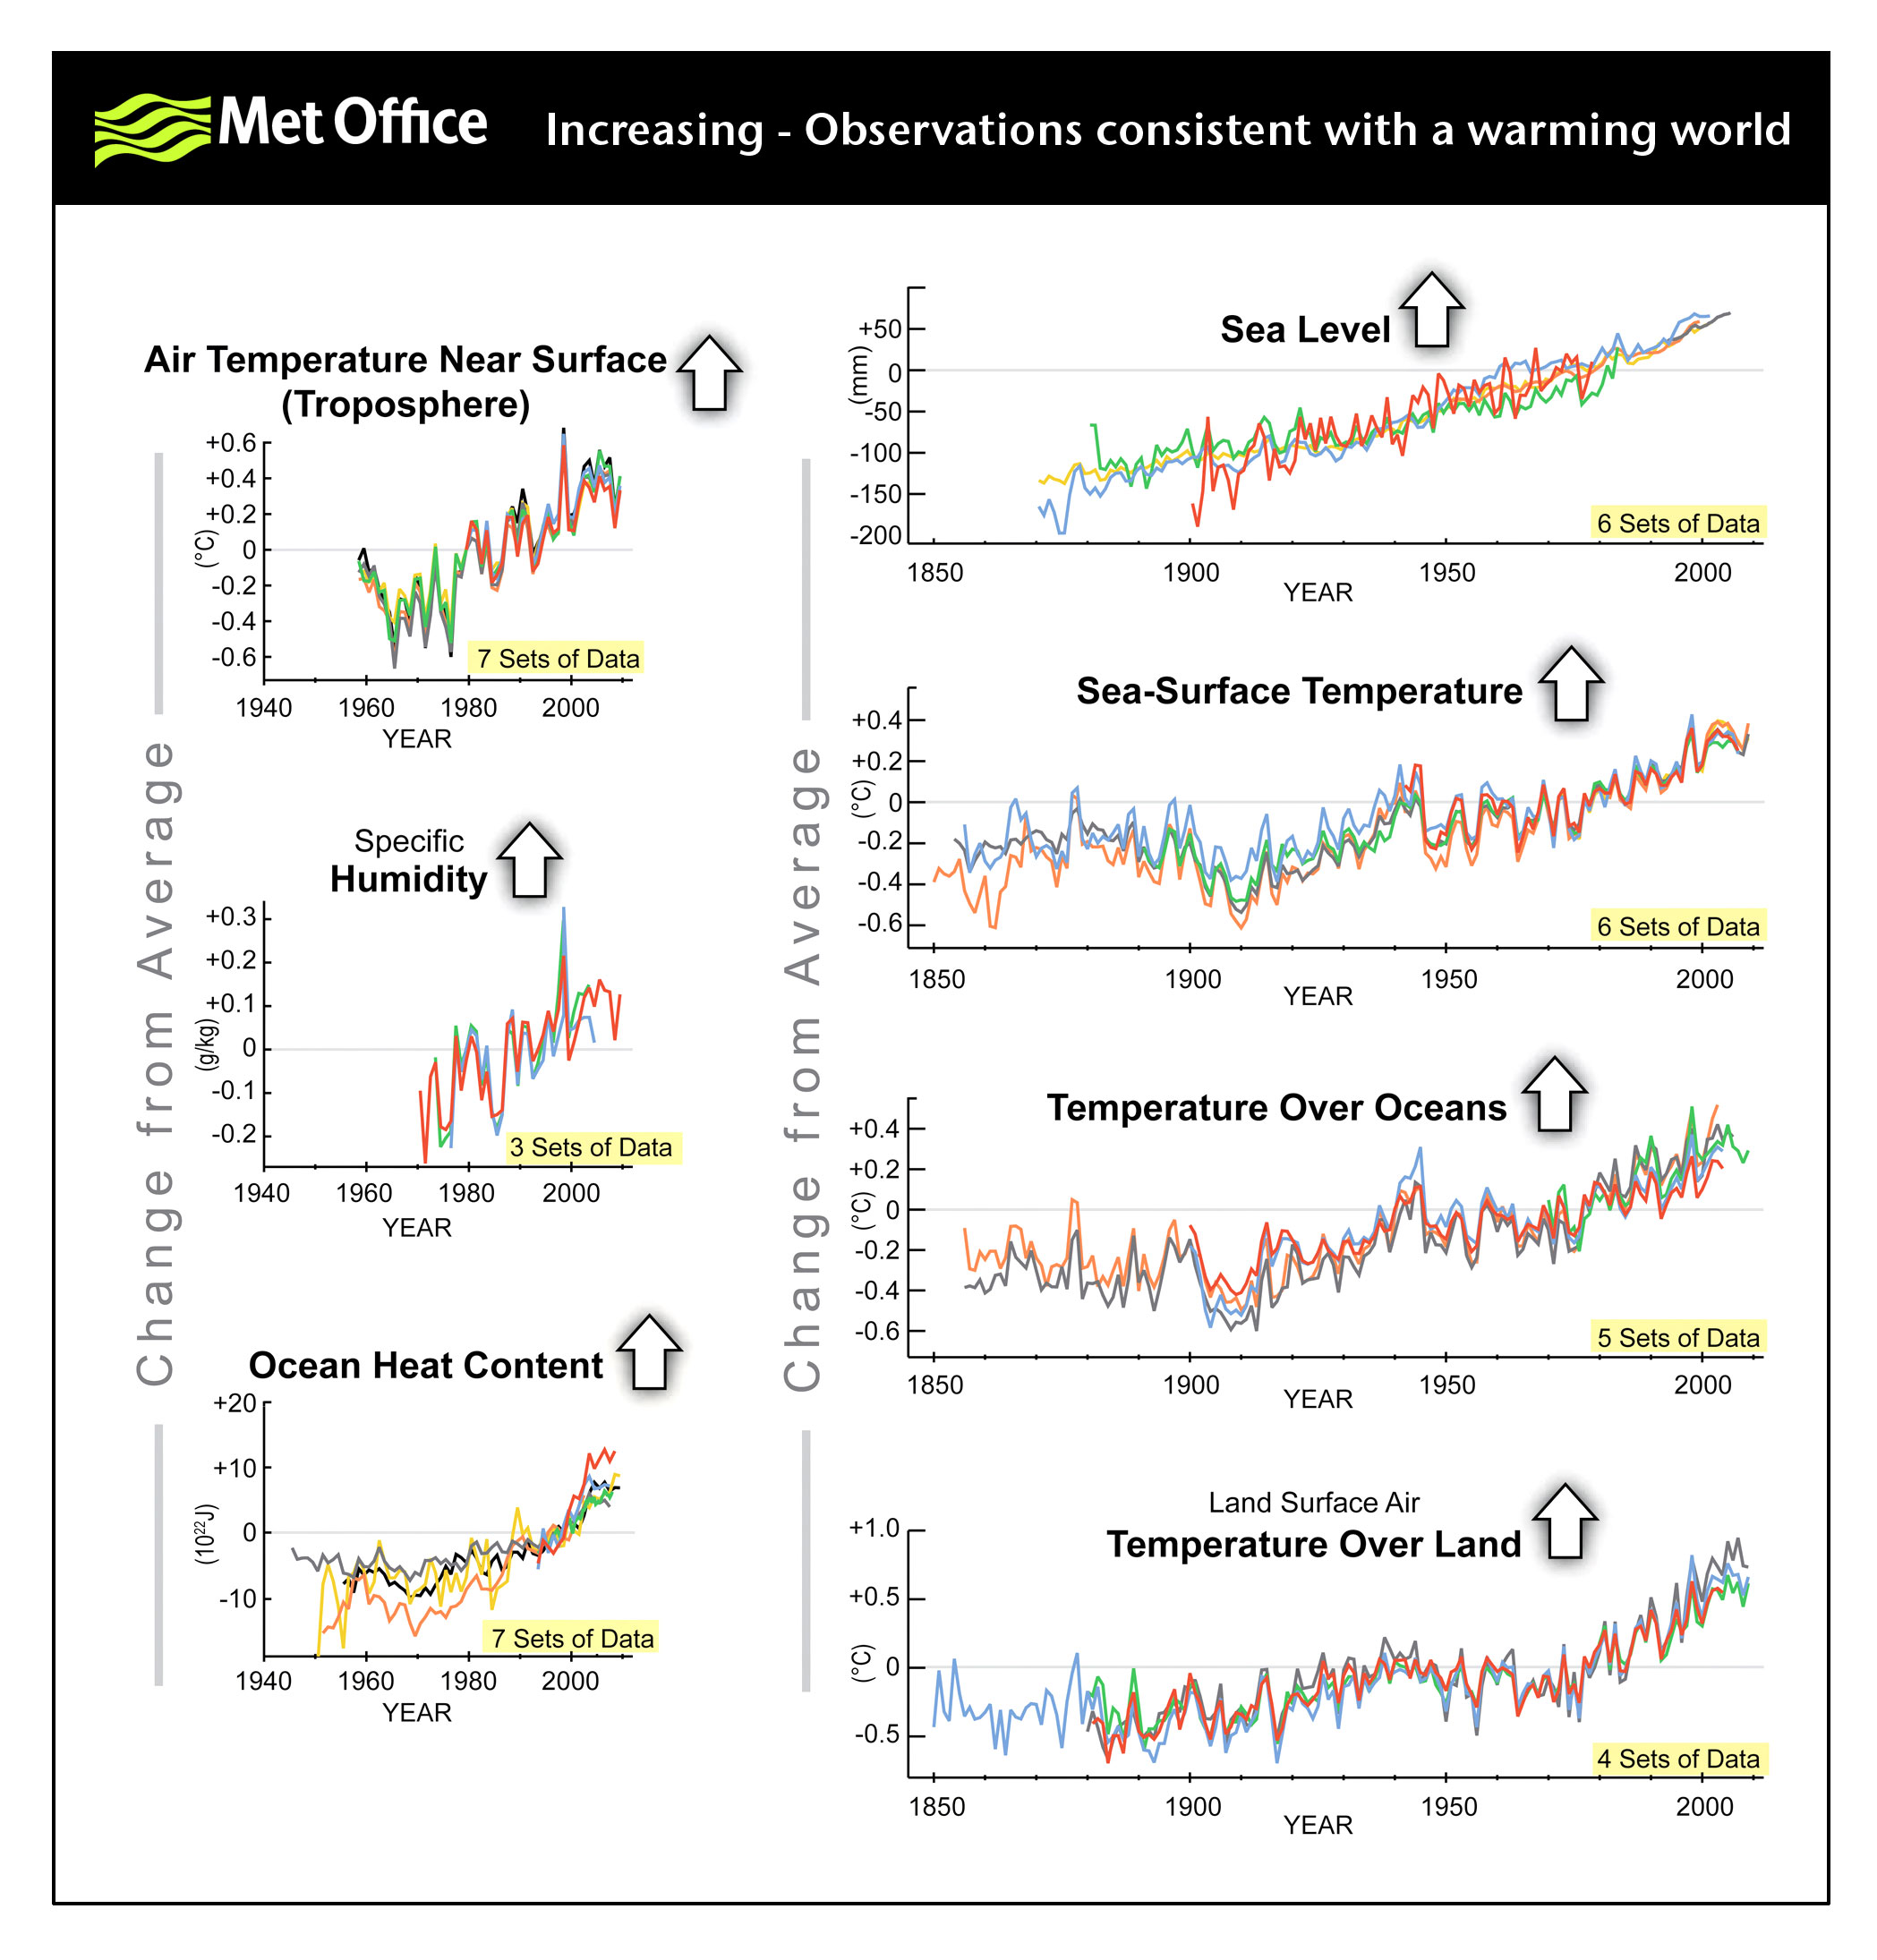 Met Office
Increasing - Observations consistent with a warming world
Change from Average
Air Temperature Near Surface
(Troposphere)
(°C)
+0.6
+0.4
+0.2
0
-0.2
-0.4
-0.6
7 Sets of Data
1940 1960 1980 2000
YEAR
Specific
Humidity
(g/kg)
+0.3
+0.2
+0.1
0
-0.1
-0.2
3 Sets of Data
1940 1960 1980 2000
YEAR
Ocean Heat Content
(10²²J)
+20
+10
0
-10
7 Sets of Data
1940 1960 1980 2000
YEAR
Change from Average
Sea Level
(mm)
+50
0
-50
-100
-150
-200
6 Sets of Data
1850 1900 1950 2000
YEAR
Sea-Surface Temperature
(°C)
+0.4
+0.2
0
-0.2
-0.4
-0.6
6 Sets of Data
1850 1900 1950 2000
YEAR
Temperature Over Oceans
(°C)
+0.4
+0.2
0
-0.2
-0.4
-0.6
5 Sets of Data
1850 1900 1950 2000
YEAR
Land Surface Air
Temperature Over Land
(°C)
+1.0
+0.5
0
-0.5
4 Sets of Data
1850 1900 1950 2000
YEAR